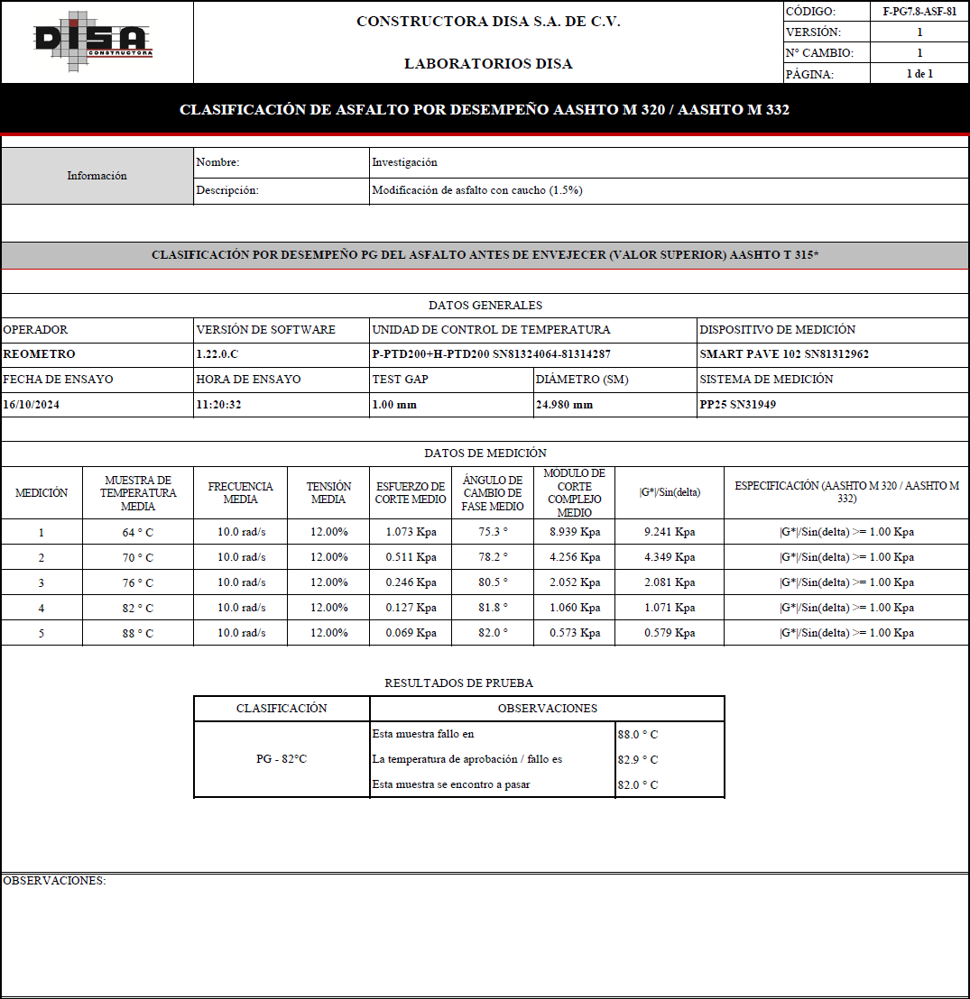 DISA
CONSTRUCTORA
CONSTRUCTORA DISA S.A. DE C.V.
LABORATORIOS DISA
CÓDIGO: F-PG7.8-ASF-81
VERSIÓN: 1
N° CAMBIO: 1
PÁGINA: 1 de 1
CLASIFICACIÓN DE ASFALTO POR DESEMPEÑO AASHTO M 320 / AASHTO M 332
Información
Nombre: Investigación
Descripción: Modificación de asfalto con caucho (1.5%)
CLASIFICACIÓN POR DESEMPEÑO PG DEL ASFALTO ANTES DE ENVEJECER (VALOR SUPERIOR) AASHTO T 315*
DATOS GENERALES
OPERADOR VERSIÓN DE SOFTWARE UNIDAD DE CONTROL DE TEMPERATURA DISPOSITIVO DE MEDICIÓN
REOMETRO 1.22.0.C P-PTD200+H-PTD200 SN81324064-81314287 SMART PAVE 102 SN81312962
FECHA DE ENSAYO HORA DE ENSAYO TEST GAP DIÁMETRO (SM) SISTEMA DE MEDICIÓN
16/10/2024 11:20:32 1.00 mm 24.980 mm PP25 SN31949
DATOS DE MEDICIÓN
MEDICIÓN
MUESTRA DE
TEMPERATURA
MEDIA
FRECUENCIA
MEDIA
TENSIÓN
MEDIA
ESFUERZO DE
CORTE MEDIO
ÁNGULO DE
CAMBIO DE
FASE MEDIO
MÓDULO DE
CORTE
COMPLEJO
MEDIO
|G*|/Sin(delta)
ESPECIFICACIÓN (AASHTO M 320 / AASHTO M
332)
1 64 ° C 10.0 rad/s 12.00% 1.073 Kpa 75.3 ° 8.939 Kpa 9.241 Kpa |G*|/Sin(delta) >= 1.00 Kpa
2 70 ° C 10.0 rad/s 12.00% 0.511 Kpa 78.2 ° 4.256 Kpa 4.349 Kpa |G*|/Sin(delta) >= 1.00 Kpa
3 76 ° C 10.0 rad/s 12.00% 0.246 Kpa 80.5 ° 2.052 Kpa 2.081 Kpa |G*|/Sin(delta) >= 1.00 Kpa
4 82 ° C 10.0 rad/s 12.00% 0.127 Kpa 81.8 ° 1.060 Kpa 1.071 Kpa |G*|/Sin(delta) >= 1.00 Kpa
5 88 ° C 10.0 rad/s 12.00% 0.069 Kpa 82.0 ° 0.573 Kpa 0.579 Kpa |G*|/Sin(delta) >= 1.00 Kpa
RESULTADOS DE PRUEBA
CLASIFICACIÓN OBSERVACIONES
PG - 82°C
Esta muestra fallo en 88.0 ° C
La temperatura de aprobación / fallo es 82.9 ° C
Esta muestra se encontro a pasar 82.0 ° C
OBSERVACIONES: